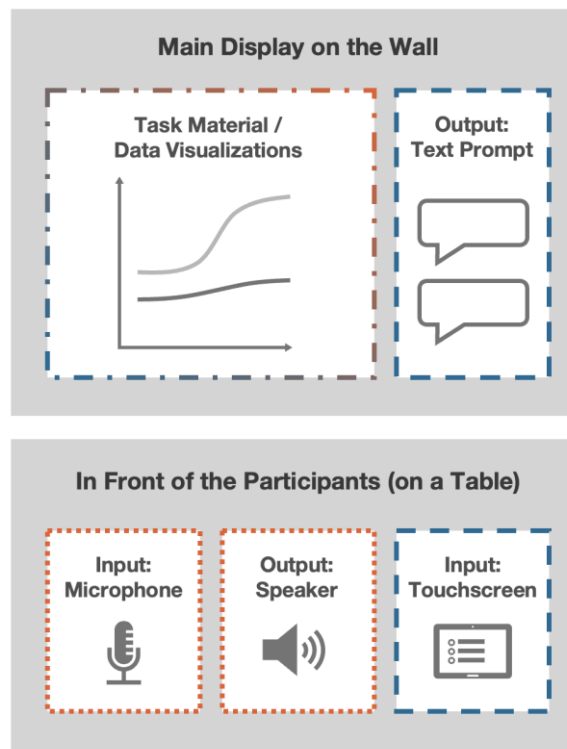 Main Display on the Wall
Task Material /
Data Visualizations
Output:
Text Prompt
In Front of the Participants (on a Table)
Input:
Microphone
Output:
Speaker
Input:
Touchscreen